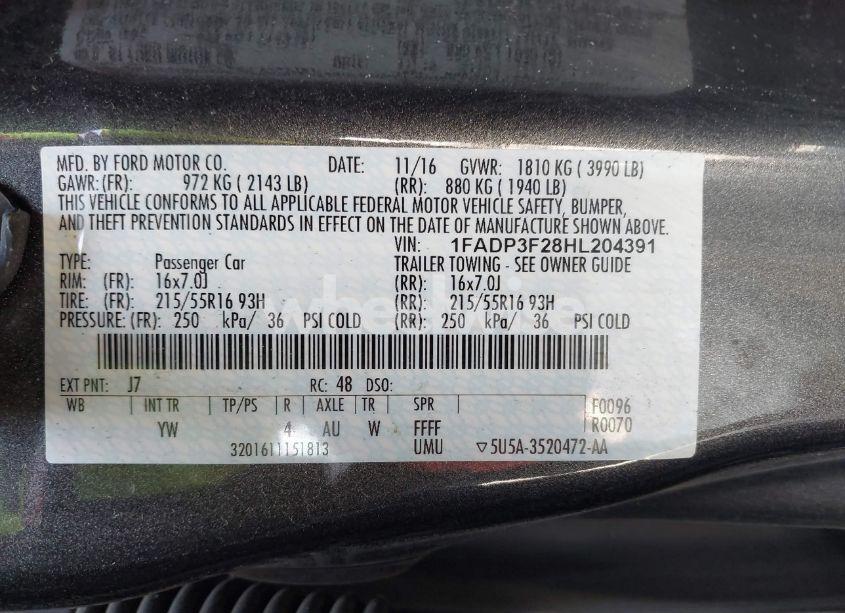 MFD. BY FORD MOTOR CO. DATE: 11/16 GVWR: 1810 KG ( 3990 LB)
GAWR: (FR): 972 KG ( 2143 LB) (RR): 880 KG ( 1940 LB)
THIS VEHICLE CONFORMS TO ALL APPLICABLE FEDERAL MOTOR VEHICLE SAFETY, BUMPER,
AND THEFT PREVENTION STANDARDS IN EFFECT ON THE DATE OF MANUFACTURE SHOWN ABOVE.
VIN: 1FADP3F28HL204391
TYPE: Passenger Car TRAILER TOWING - SEE OWNER GUIDE
RIM: (FR): 16x7.0J (RR): 16x7.0J
TIRE: (FR): 215/55R16 93H (RR): 215/55R16 93H
PRESSURE: (FR): 250 kPa/ 36 PSI COLD (RR): 250 kPa/ 36 PSI COLD
EXT PNT: J7 RC: 48 DSO:
WB INT TR TP/PS R AXLE TR SPR F0096
YW 4 AU W FFFF R0070
3201611151813 UMU ▽5U5A-3520472-AA